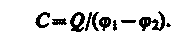 C = Q/(φ₁ − φ₂).